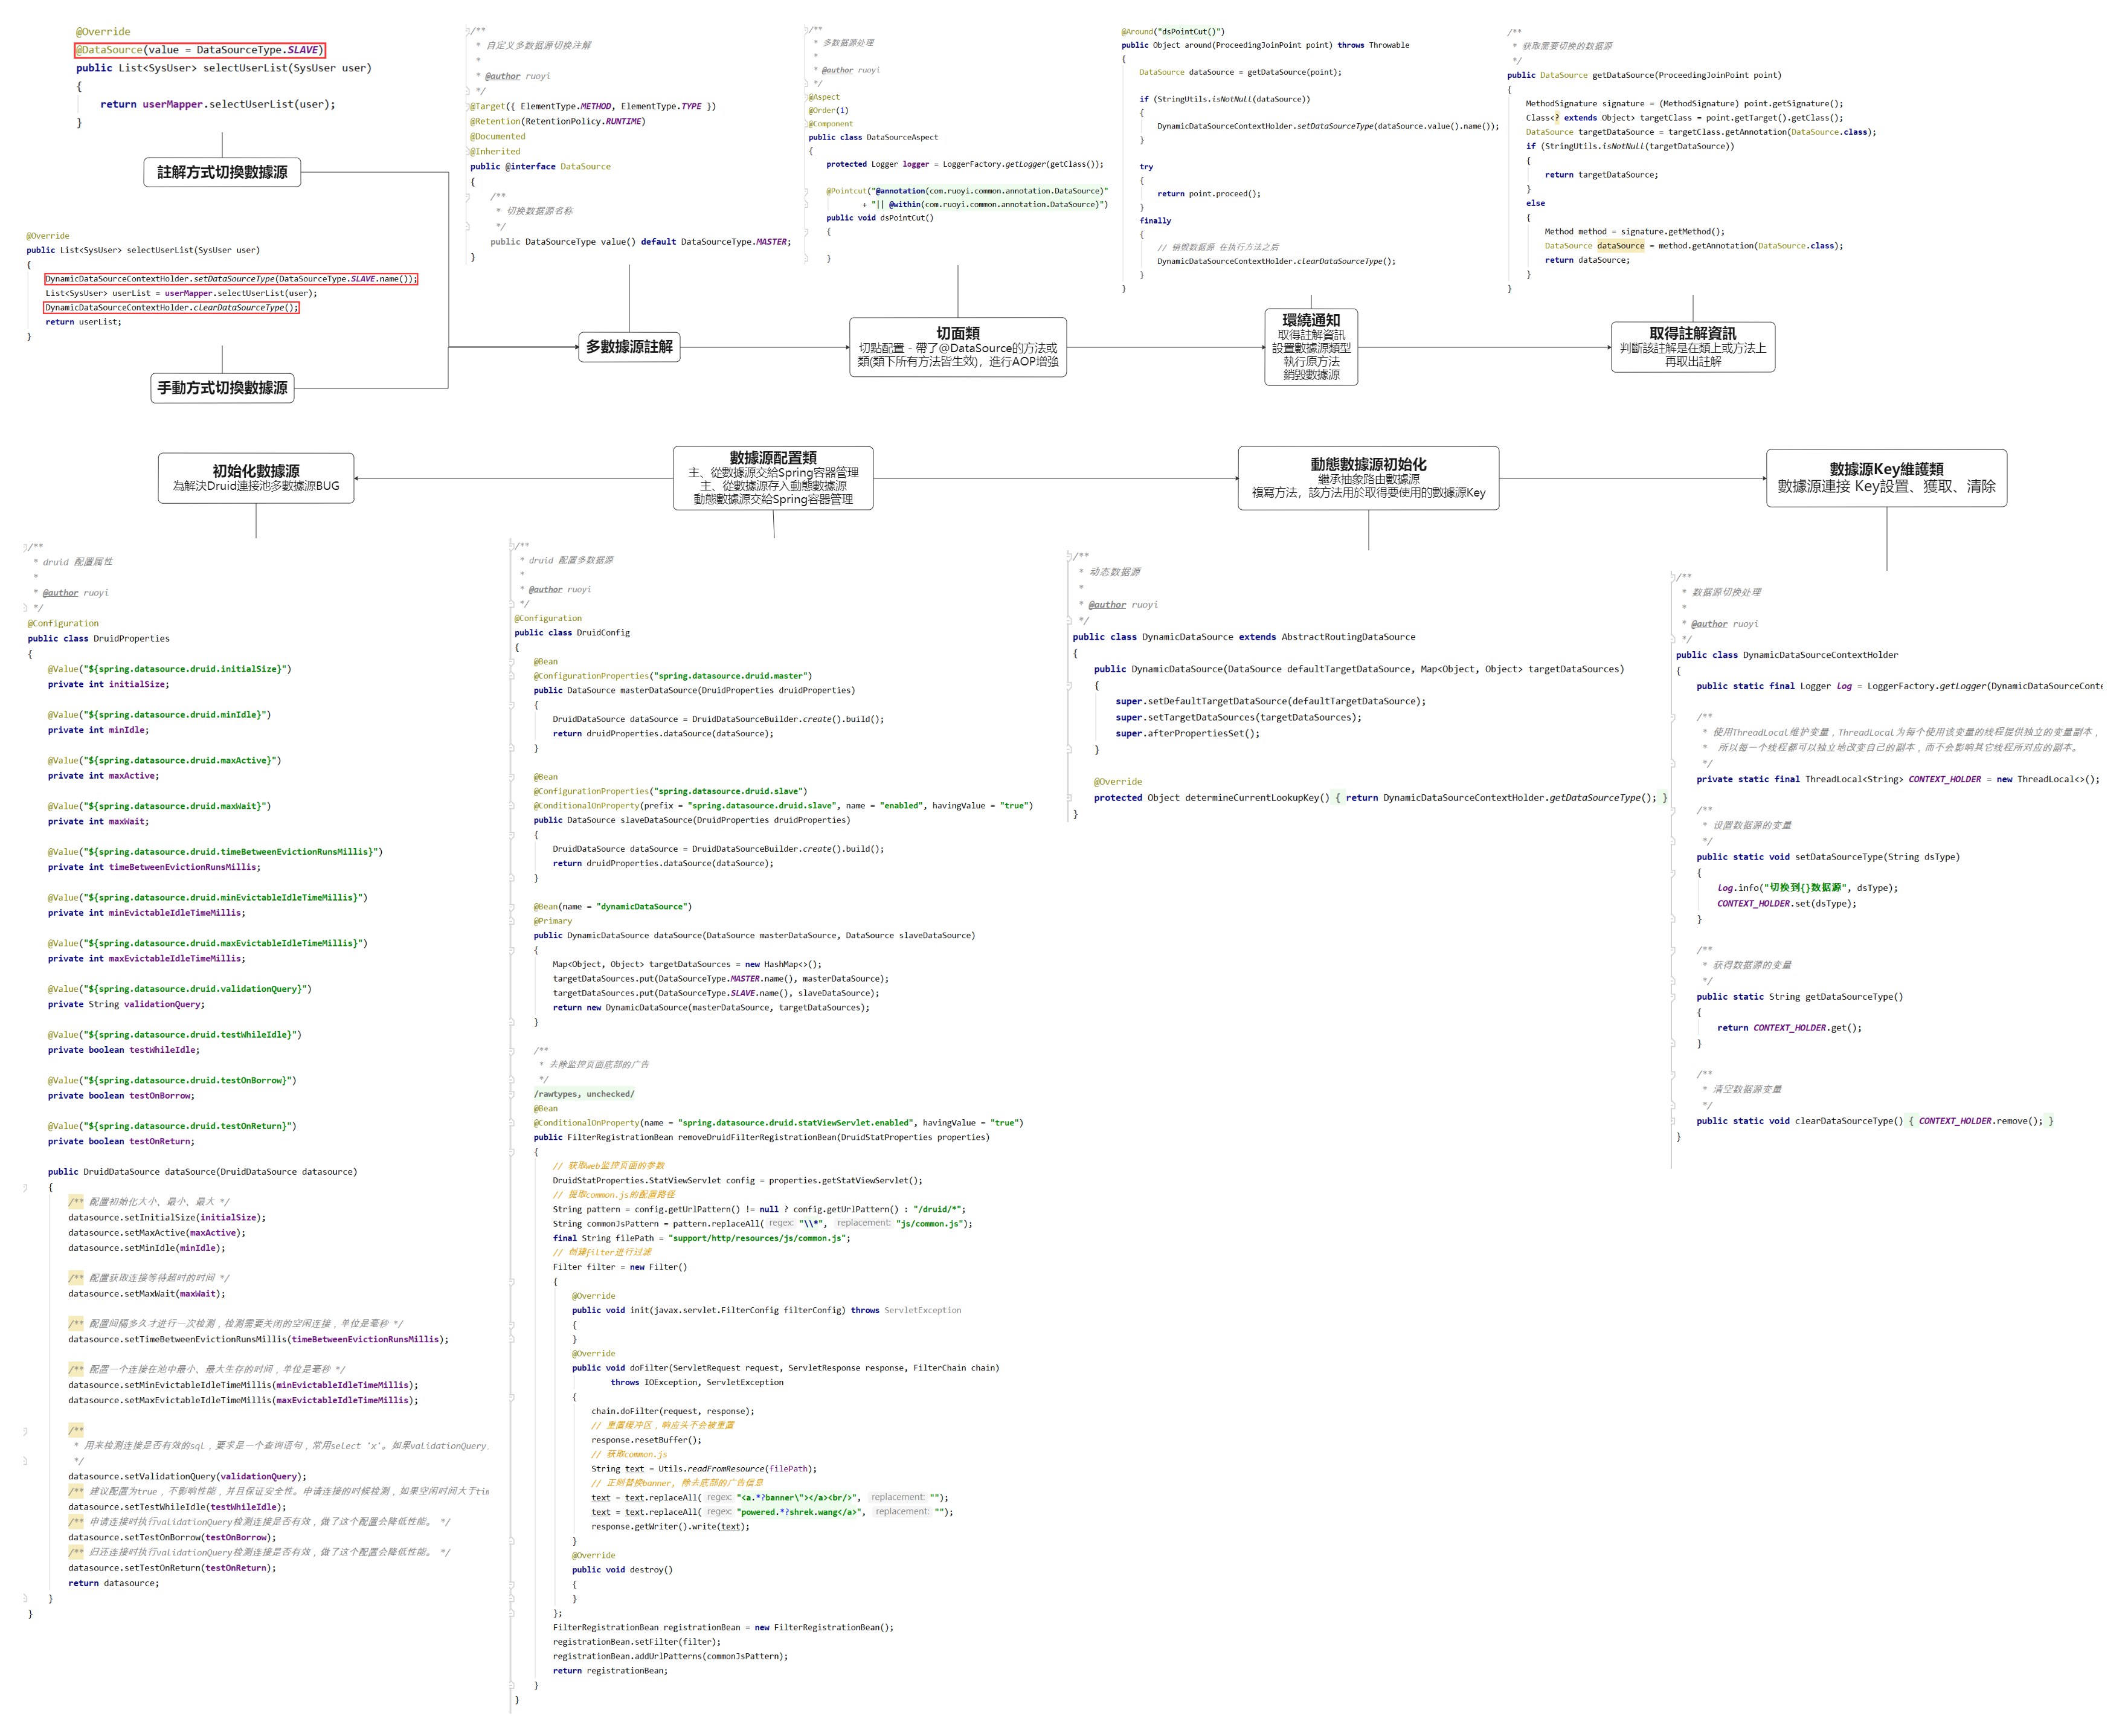 @Override
@DataSource(value = DataSourceType.SLAVE)
public List<SysUser> selectUserList(SysUser user)
{
return userMapper.selectUserList(user);
}
註解方式切換數據源
@Override
public List<SysUser> selectUserList(SysUser user)
{
DynamicDataSourceContextHolder.setDataSourceType(DataSourceType.SLAVE.name());
List<SysUser> userList = userMapper.selectUserList(user);
DynamicDataSourceContextHolder.clearDataSourceType();
return userList;
}
手動方式切換數據源
/**
* 自定义多数据源切换注解
*
* @author ruoyi
*/
@Target({ ElementType.METHOD, ElementType.TYPE })
@Retention(RetentionPolicy.RUNTIME)
@Documented
@Inherited
public @interface DataSource
{
/**
* 切换数据源名称
*/
public DataSourceType value() default DataSourceType.MASTER;
}
多數據源註解
/**
* 多数据源处理
*
* @author ruoyi
*/
@Aspect
@Order(1)
@Component
public class DataSourceAspect
{
protected Logger logger = LoggerFactory.getLogger(getClass());
@Pointcut("@annotation(com.ruoyi.common.annotation.DataSource)"
+ "|| @within(com.ruoyi.common.annotation.DataSource)")
public void dsPointCut()
{
}
切面類
切點配置 - 帶了@DataSource的方法或
類(類下所有方法皆生效)，進行AOP增強
@Around("dsPointCut()")
public Object around(ProceedingJoinPoint point) throws Throwable
{
DataSource dataSource = getDataSource(point);
if (StringUtils.isNotNull(dataSource))
{
DynamicDataSourceContextHolder.setDataSourceType(dataSource.value().name());
}
try
{
return point.proceed();
}
finally
{
// 销毁数据源 在执行方法之后
DynamicDataSourceContextHolder.clearDataSourceType();
}
}
環繞通知
取得註解資訊
設置數據源類型
執行原方法
銷毀數據源
/**
* 获取需要切换的数据源
*/
public DataSource getDataSource(ProceedingJoinPoint point)
{
MethodSignature signature = (MethodSignature) point.getSignature();
Class<? extends Object> targetClass = point.getTarget().getClass();
DataSource targetDataSource = targetClass.getAnnotation(DataSource.class);
if (StringUtils.isNotNull(targetDataSource))
{
return targetDataSource;
}
else
{
Method method = signature.getMethod();
DataSource dataSource = method.getAnnotation(DataSource.class);
return dataSource;
}
}
取得註解資訊
判斷該註解是在類上或方法上
再取出註解
初始化數據源
為解決Druid連接池多數據源BUG
數據源配置類
主、從數據源交給Spring容器管理
主、從數據源存入動態數據源
動態數據源交給Spring容器管理
動態數據源初始化
繼承抽象路由數據源
複寫方法，該方法用於取得要使用的數據源Key
數據源Key維護類
數據源連接 Key設置、獲取、清除
/**
* druid 配置属性
*
* @author ruoyi
*/
@Configuration
public class DruidProperties
{
@Value("${spring.datasource.druid.initialSize}")
private int initialSize;
@Value("${spring.datasource.druid.minIdle}")
private int minIdle;
@Value("${spring.datasource.druid.maxActive}")
private int maxActive;
@Value("${spring.datasource.druid.maxWait}")
private int maxWait;
@Value("${spring.datasource.druid.timeBetweenEvictionRunsMillis}")
private int timeBetweenEvictionRunsMillis;
@Value("${spring.datasource.druid.minEvictableIdleTimeMillis}")
private int minEvictableIdleTimeMillis;
@Value("${spring.datasource.druid.maxEvictableIdleTimeMillis}")
private int maxEvictableIdleTimeMillis;
@Value("${spring.datasource.druid.validationQuery}")
private String validationQuery;
@Value("${spring.datasource.druid.testWhileIdle}")
private boolean testWhileIdle;
@Value("${spring.datasource.druid.testOnBorrow}")
private boolean testOnBorrow;
@Value("${spring.datasource.druid.testOnReturn}")
private boolean testOnReturn;
public DruidDataSource dataSource(DruidDataSource datasource)
{
/** 配置初始化大小、最小、最大 */
datasource.setInitialSize(initialSize);
datasource.setMaxActive(maxActive);
datasource.setMinIdle(minIdle);
/** 配置获取连接等待超时的时间 */
datasource.setMaxWait(maxWait);
/** 配置间隔多久才进行一次检测，检测需要关闭的空闲连接，单位是毫秒 */
datasource.setTimeBetweenEvictionRunsMillis(timeBetweenEvictionRunsMillis);
/** 配置一个连接在池中最小、最大生存的时间，单位是毫秒 */
datasource.setMinEvictableIdleTimeMillis(minEvictableIdleTimeMillis);
datasource.setMaxEvictableIdleTimeMillis(maxEvictableIdleTimeMillis);
/**
* 用来检测连接是否有效的sql，要求是一个查询语句，常用select 'x'。如果validationQuery
*/
datasource.setValidationQuery(validationQuery);
/** 建议配置为true，不影响性能，并且保证安全性。申请连接的时候检测，如果空闲时间大于tim
datasource.setTestWhileIdle(testWhileIdle);
/** 申请连接时执行validationQuery检测连接是否有效，做了这个配置会降低性能。 */
datasource.setTestOnBorrow(testOnBorrow);
/** 归还连接时执行validationQuery检测连接是否有效，做了这个配置会降低性能。 */
datasource.setTestOnReturn(testOnReturn);
return datasource;
}
}
/**
* druid 配置多数据源
*
* @author ruoyi
*/
@Configuration
public class DruidConfig
{
@Bean
@ConfigurationProperties("spring.datasource.druid.master")
public DataSource masterDataSource(DruidProperties druidProperties)
{
DruidDataSource dataSource = DruidDataSourceBuilder.create().build();
return druidProperties.dataSource(dataSource);
}
@Bean
@ConfigurationProperties("spring.datasource.druid.slave")
@ConditionalOnProperty(prefix = "spring.datasource.druid.slave", name = "enabled", havingValue = "true")
public DataSource slaveDataSource(DruidProperties druidProperties)
{
DruidDataSource dataSource = DruidDataSourceBuilder.create().build();
return druidProperties.dataSource(dataSource);
}
@Bean(name = "dynamicDataSource")
@Primary
public DynamicDataSource dataSource(DataSource masterDataSource, DataSource slaveDataSource)
{
Map<Object, Object> targetDataSources = new HashMap<>();
targetDataSources.put(DataSourceType.MASTER.name(), masterDataSource);
targetDataSources.put(DataSourceType.SLAVE.name(), slaveDataSource);
return new DynamicDataSource(masterDataSource, targetDataSources);
}
/**
* 去除监控页面底部的广告
*/
/rawtypes, unchecked/
@Bean
@ConditionalOnProperty(name = "spring.datasource.druid.statViewServlet.enabled", havingValue = "true")
public FilterRegistrationBean removeDruidFilterRegistrationBean(DruidStatProperties properties)
{
// 获取web监控页面的参数
DruidStatProperties.StatViewServlet config = properties.getStatViewServlet();
// 提取common.js的配置路径
String pattern = config.getUrlPattern() != null ? config.getUrlPattern() : "/druid/*";
String commonJsPattern = pattern.replaceAll( regex: "\\*", replacement: "js/common.js");
final String filePath = "support/http/resources/js/common.js";
// 创建filter进行过滤
Filter filter = new Filter()
{
@Override
public void init(javax.servlet.FilterConfig filterConfig) throws ServletException
{
}
@Override
public void doFilter(ServletRequest request, ServletResponse response, FilterChain chain)
throws IOException, ServletException
{
chain.doFilter(request, response);
// 重置缓冲区，响应头不会被重置
response.resetBuffer();
// 获取common.js
String text = Utils.readFromResource(filePath);
// 正则替换banner, 除去底部的广告信息
text = text.replaceAll( regex: "<a.*?banner\"></a><br/>", replacement: "");
text = text.replaceAll( regex: "powered.*?shrek.wang</a>", replacement: "");
response.getWriter().write(text);
}
@Override
public void destroy()
{
}
};
FilterRegistrationBean registrationBean = new FilterRegistrationBean();
registrationBean.setFilter(filter);
registrationBean.addUrlPatterns(commonJsPattern);
return registrationBean;
}
}
/**
* 动态数据源
*
* @author ruoyi
*/
public class DynamicDataSource extends AbstractRoutingDataSource
{
public DynamicDataSource(DataSource defaultTargetDataSource, Map<Object, Object> targetDataSources)
{
super.setDefaultTargetDataSource(defaultTargetDataSource);
super.setTargetDataSources(targetDataSources);
super.afterPropertiesSet();
}
@Override
protected Object determineCurrentLookupKey() { return DynamicDataSourceContextHolder.getDataSourceType(); }
}
/**
* 数据源切换处理
*
* @author ruoyi
*/
public class DynamicDataSourceContextHolder
{
public static final Logger log = LoggerFactory.getLogger(DynamicDataSourceConte
/**
* 使用ThreadLocal维护变量，ThreadLocal为每个使用该变量的线程提供独立的变量副本，
* 所以每一个线程都可以独立地改变自己的副本，而不会影响其它线程所对应的副本。
*/
private static final ThreadLocal<String> CONTEXT_HOLDER = new ThreadLocal<>();
/**
* 设置数据源的变量
*/
public static void setDataSourceType(String dsType)
{
log.info("切换到{}数据源", dsType);
CONTEXT_HOLDER.set(dsType);
}
/**
* 获得数据源的变量
*/
public static String getDataSourceType()
{
return CONTEXT_HOLDER.get();
}
/**
* 清空数据源变量
*/
public static void clearDataSourceType() { CONTEXT_HOLDER.remove(); }
}